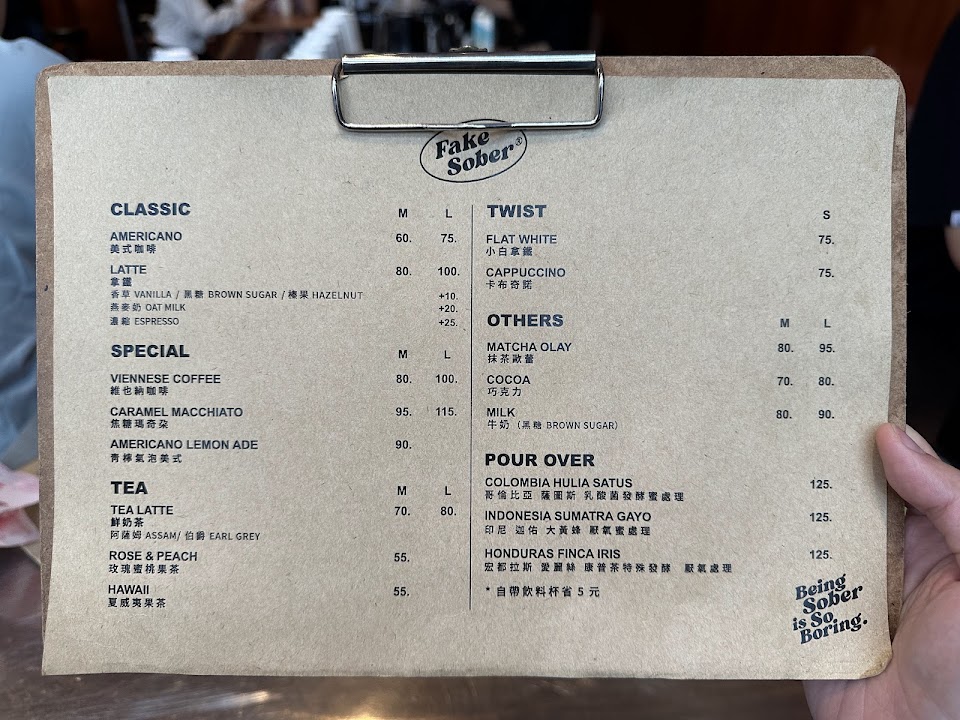 Fake
Sober®
CLASSIC M L
AMERICANO 60. 75.
美式咖啡
LATTE 80. 100.
拿鐵
香草 VANILLA / 黑糖 BROWN SUGAR / 榛果 HAZELNUT +10.
燕麥奶 OAT MILK +20.
濃縮 ESPRESSO +25.
SPECIAL M L
VIENNESE COFFEE 80. 100.
維也納咖啡
CARAMEL MACCHIATO 95. 115.
焦糖瑪奇朵
AMERICANO LEMON ADE 90.
青檸氣泡美式
TEA M L
TEA LATTE 70. 80.
鮮奶茶
阿薩姆 ASSAM/ 伯爵 EARL GREY
ROSE & PEACH 55.
玫瑰蜜桃果茶
HAWAII 55.
夏威夷果茶
TWIST S
FLAT WHITE 75.
小白拿鐵
CAPPUCCINO 75.
卡布奇諾
OTHERS M L
MATCHA OLAY 80. 95.
抹茶歐蕾
COCOA 70. 80.
巧克力
MILK 80. 90.
牛奶（黑糖 BROWN SUGAR）
POUR OVER
COLOMBIA HULIA SATUS 125.
哥倫比亞 薩圖斯 乳酸菌發酵蜜處理
INDONESIA SUMATRA GAYO 125.
印尼 迦佑 大黃蜂 厭氧蜜處理
HONDURAS FINCA IRIS 125.
宏都拉斯 愛麗絲 康普茶特殊發酵 厭氧處理
* 自帶飲料杯省 5 元
Being
Sober
is So
Boring.